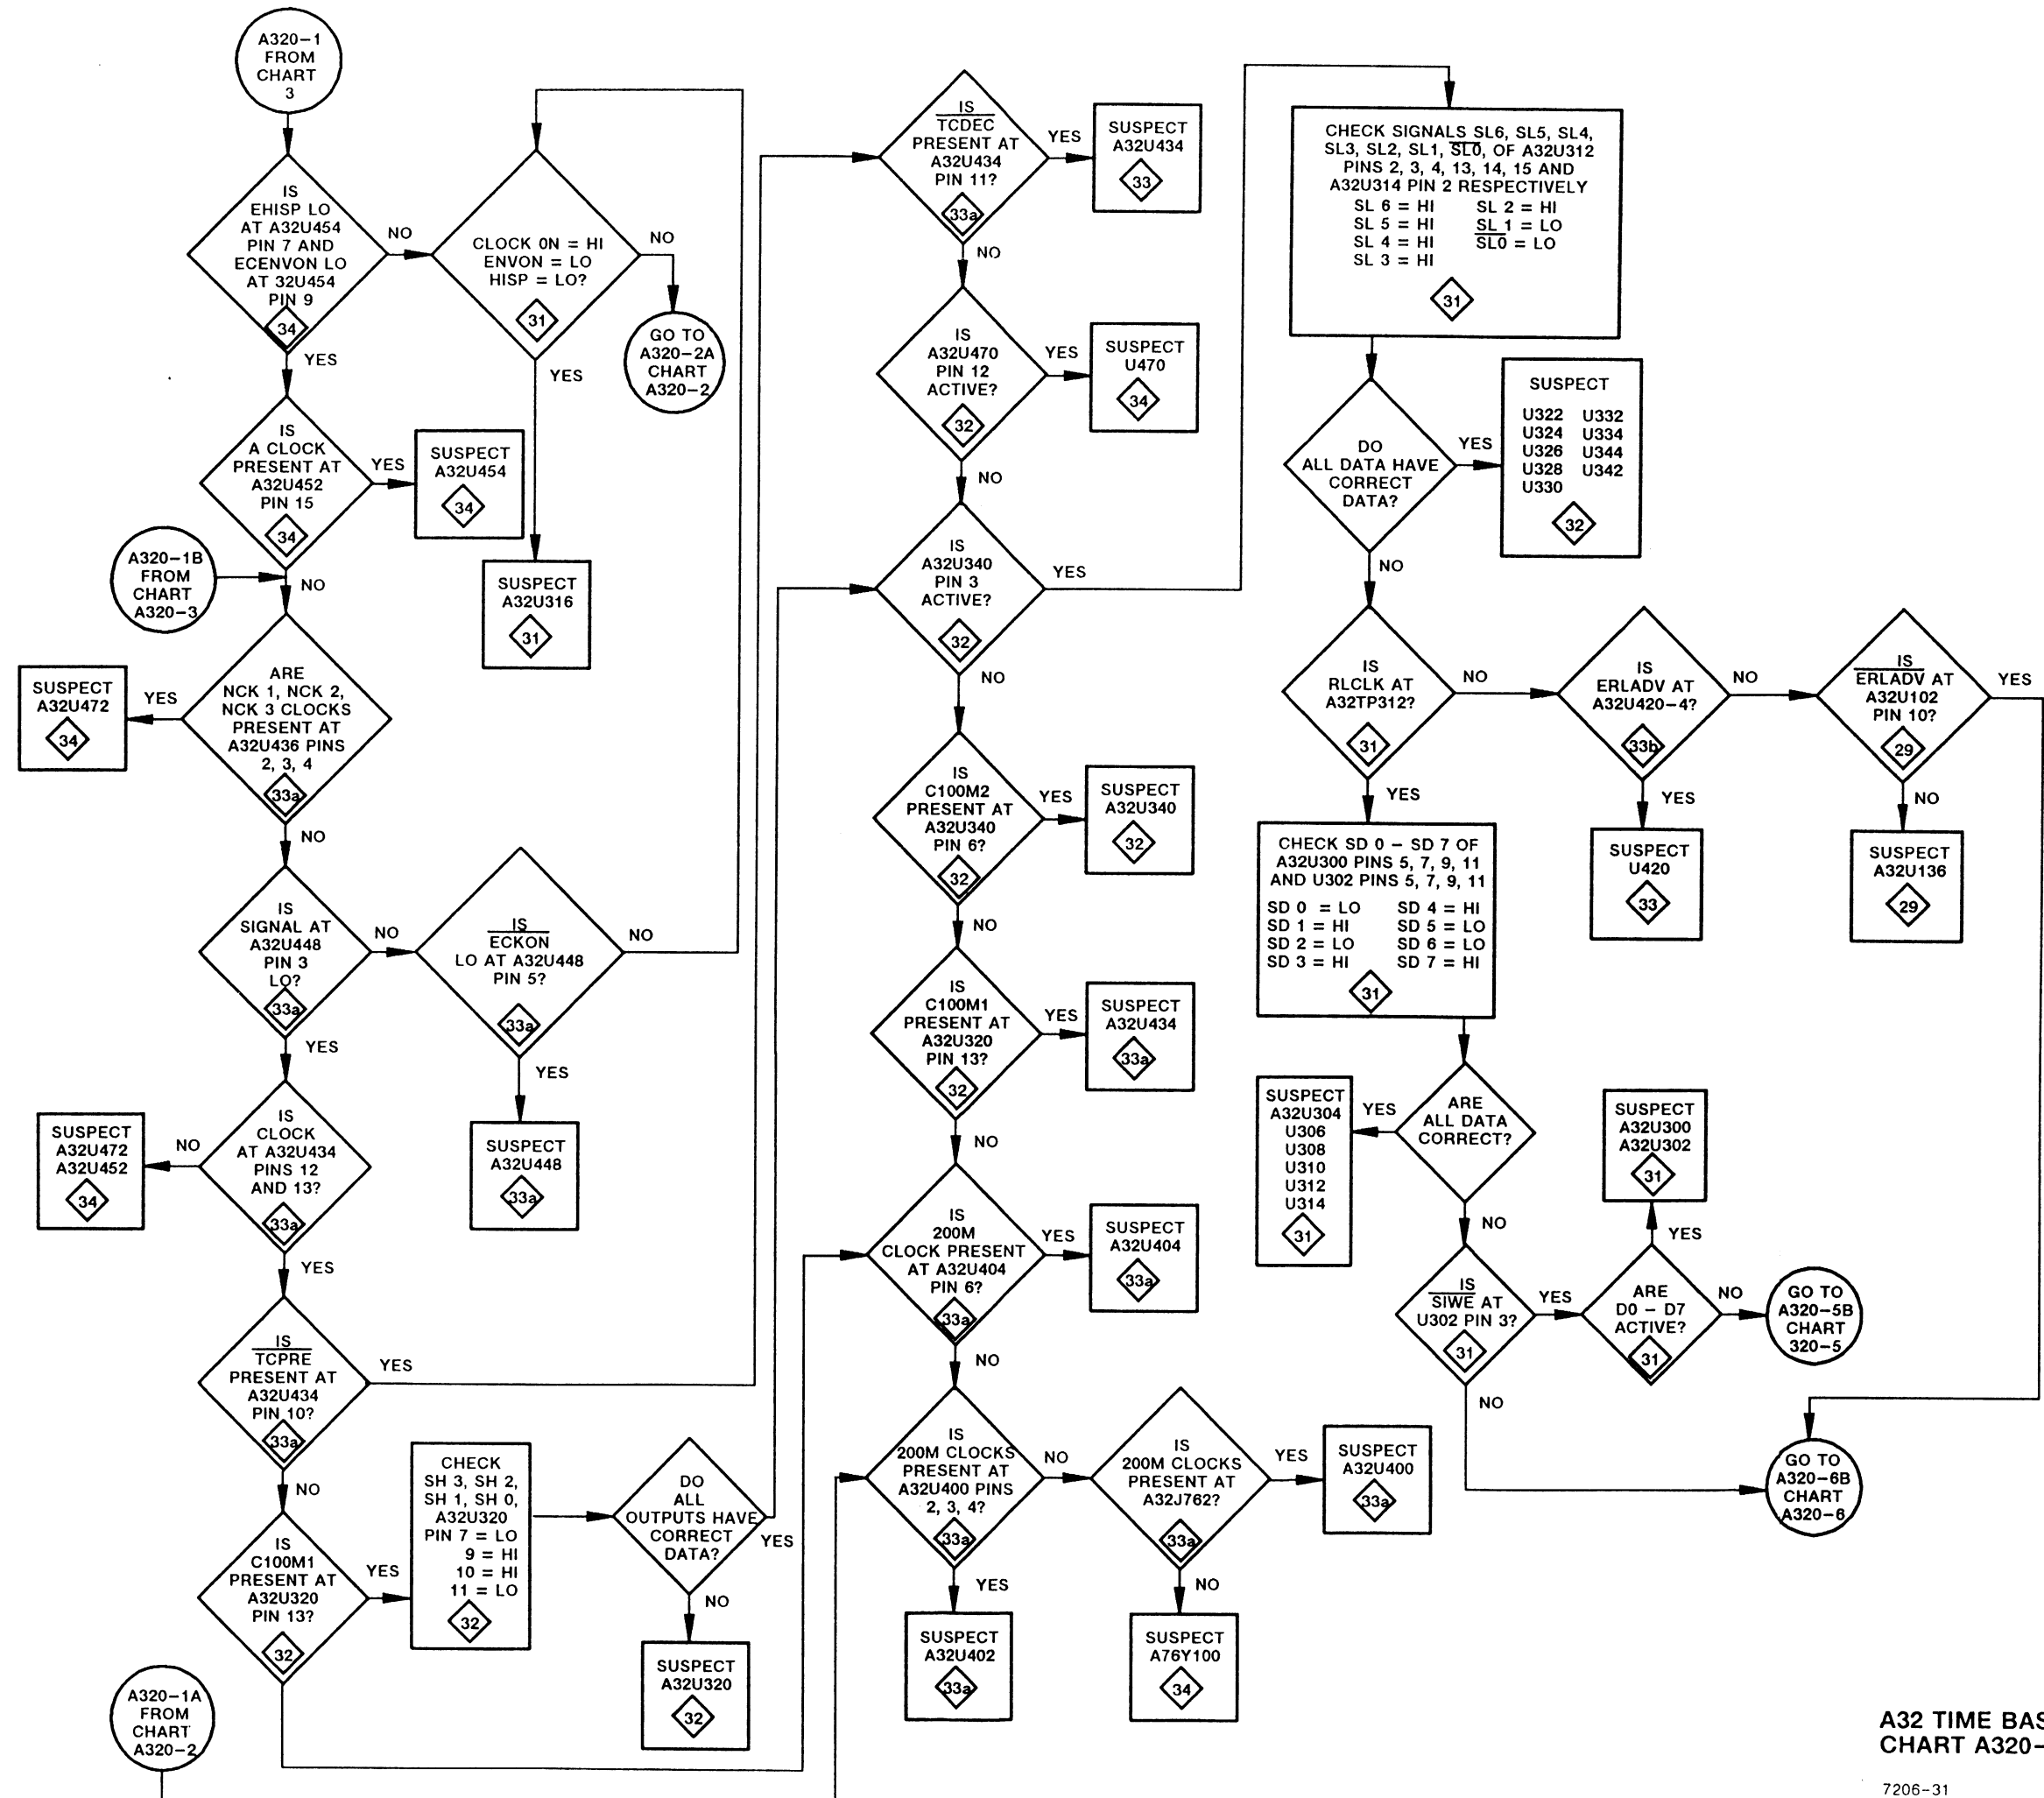 A320-1
FROM
CHART
3
IS
EHISP LO
AT A32U454
PIN 7 AND
ECENVON LO
AT 32U454
PIN 9
34
NO
YES
CLOCK 0N = HI
ENVON = LO
HISP = LO?
31
NO
YES
GO TO
A320-2A
CHART
A320-2
IS
A CLOCK
PRESENT AT
A32U452
PIN 15
34
YES
NO
SUSPECT
A32U454
34
SUSPECT
A32U316
31
A320-1B
FROM
CHART
A320-3
ARE
NCK 1, NCK 2,
NCK 3 CLOCKS
PRESENT AT
A32U436 PINS
2, 3, 4
33a
YES
NO
SUSPECT
A32U472
34
IS
SIGNAL AT
A32U448
PIN 3
LO?
33a
NO
YES
IS
ECKON
LO AT A32U448
PIN 5?
33a
NO
YES
SUSPECT
A32U448
33a
IS
CLOCK
AT A32U434
PINS 12
AND 13?
33a
NO
YES
SUSPECT
A32U472
A32U452
34
IS
TCPRE
PRESENT AT
A32U434
PIN 10?
33a
YES
NO
IS
C100M1
PRESENT AT
A32U320
PIN 13?
32
YES
CHECK
SH 3, SH 2,
SH 1, SH 0,
A32U320
PIN 7 = LO
9 = HI
10 = HI
11 = LO
32
DO
ALL
OUTPUTS HAVE
CORRECT
DATA?
YES
NO
SUSPECT
A32U320
32
A320-1A
FROM
CHART
A320-2
IS
TCDEC
PRESENT AT
A32U434
PIN 11?
33a
YES
NO
SUSPECT
A32U434
33
IS
A32U470
PIN 12
ACTIVE?
32
YES
NO
SUSPECT
U470
34
IS
A32U340
PIN 3
ACTIVE?
32
YES
NO
IS
C100M2
PRESENT AT
A32U340
PIN 6?
32
YES
NO
SUSPECT
A32U340
32
IS
C100M1
PRESENT AT
A32U320
PIN 13?
32
YES
NO
SUSPECT
A32U434
33a
IS
200M
CLOCK PRESENT
AT A32U404
PIN 6?
33a
YES
NO
SUSPECT
A32U404
33a
IS
200M CLOCKS
PRESENT AT
A32U400 PINS
2, 3, 4?
33a
NO
YES
SUSPECT
A32U402
33a
IS
200M CLOCKS
PRESENT AT
A32J762?
33a
YES
NO
SUSPECT
A32U400
33a
SUSPECT
A76Y100
34
CHECK SIGNALS SL6, SL5, SL4,
SL3, SL2, SL1, SL0, OF A32U312
PINS 2, 3, 4, 13, 14, 15 AND
A32U314 PIN 2 RESPECTIVELY
SL 6 = HI SL 2 = HI
SL 5 = HI SL 1 = LO
SL 4 = HI SL0 = LO
SL 3 = HI
31
DO
ALL DATA HAVE
CORRECT
DATA?
YES
NO
SUSPECT
U322 U332
U324 U334
U326 U344
U328 U342
U330
32
IS
RLCLK AT
A32TP312?
31
NO
YES
IS
ERLADV AT
A32U420-4?
33b
NO
YES
IS
ERLADV AT
A32U102
PIN 10?
29
YES
NO
SUSPECT
U420
33
SUSPECT
A32U136
29
CHECK SD 0 - SD 7 OF
A32U300 PINS 5, 7, 9, 11
AND U302 PINS 5, 7, 9, 11
SD 0 = LO SD 4 = HI
SD 1 = HI SD 5 = LO
SD 2 = LO SD 6 = LO
SD 3 = HI SD 7 = HI
31
ARE
ALL DATA
CORRECT?
YES
NO
SUSPECT
A32U304
U306
U308
U310
U312
U314
31
IS
SIWE AT
U302 PIN 3?
31
YES
NO
ARE
D0 - D7
ACTIVE?
31
YES
NO
SUSPECT
A32U300
A32U302
31
GO TO
A320-5B
CHART
320-5
GO TO
A320-6B
CHART
A320-6
A32 TIME BAS
CHART A320-
7206-31